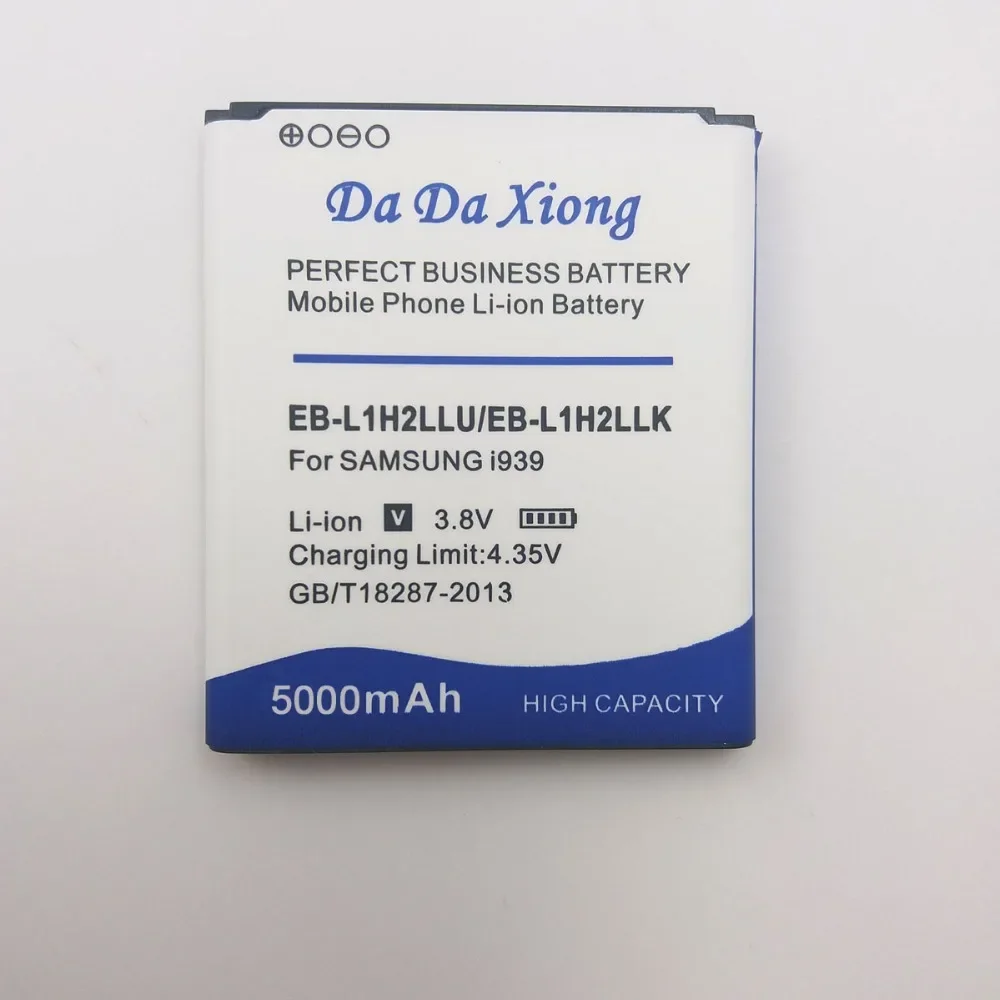 Da Da Xiong
PERFECT BUSINESS BATTERY
Mobile Phone Li-ion Battery
EB-L1H2LLU/EB-L1H2LLK
For SAMSUNG i939
Li-ion V 3.8V
Charging Limit:4.35V
GB/T18287-2013
5000mAh HIGH CAPACITY